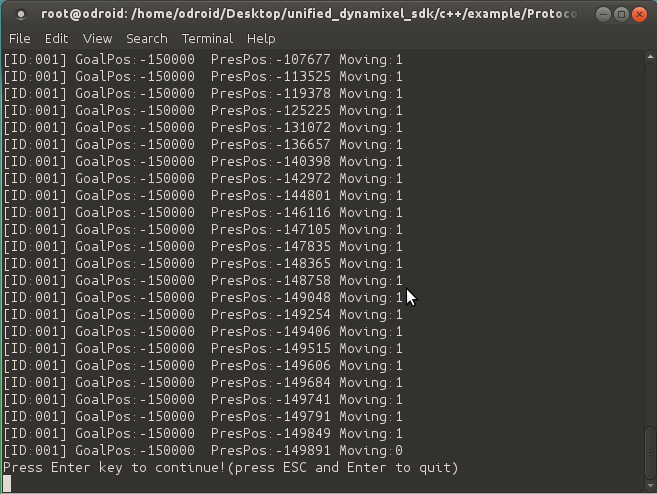 root@odroid: /home/odroid/Desktop/unified_dynamixel_sdk/c++/example/Protoco
File Edit View Search Terminal Help
[ID:001] GoalPos:-150000  PresPos:-107677 Moving:1
[ID:001] GoalPos:-150000  PresPos:-113525 Moving:1
[ID:001] GoalPos:-150000  PresPos:-119378 Moving:1
[ID:001] GoalPos:-150000  PresPos:-125225 Moving:1
[ID:001] GoalPos:-150000  PresPos:-131072 Moving:1
[ID:001] GoalPos:-150000  PresPos:-136657 Moving:1
[ID:001] GoalPos:-150000  PresPos:-140398 Moving:1
[ID:001] GoalPos:-150000  PresPos:-142972 Moving:1
[ID:001] GoalPos:-150000  PresPos:-144801 Moving:1
[ID:001] GoalPos:-150000  PresPos:-146116 Moving:1
[ID:001] GoalPos:-150000  PresPos:-147105 Moving:1
[ID:001] GoalPos:-150000  PresPos:-147835 Moving:1
[ID:001] GoalPos:-150000  PresPos:-148365 Moving:1
[ID:001] GoalPos:-150000  PresPos:-148758 Moving:1
[ID:001] GoalPos:-150000  PresPos:-149048 Moving:1
[ID:001] GoalPos:-150000  PresPos:-149254 Moving:1
[ID:001] GoalPos:-150000  PresPos:-149406 Moving:1
[ID:001] GoalPos:-150000  PresPos:-149515 Moving:1
[ID:001] GoalPos:-150000  PresPos:-149606 Moving:1
[ID:001] GoalPos:-150000  PresPos:-149684 Moving:1
[ID:001] GoalPos:-150000  PresPos:-149741 Moving:1
[ID:001] GoalPos:-150000  PresPos:-149791 Moving:1
[ID:001] GoalPos:-150000  PresPos:-149849 Moving:1
[ID:001] GoalPos:-150000  PresPos:-149891 Moving:0
Press Enter key to continue!(press ESC and Enter to quit)